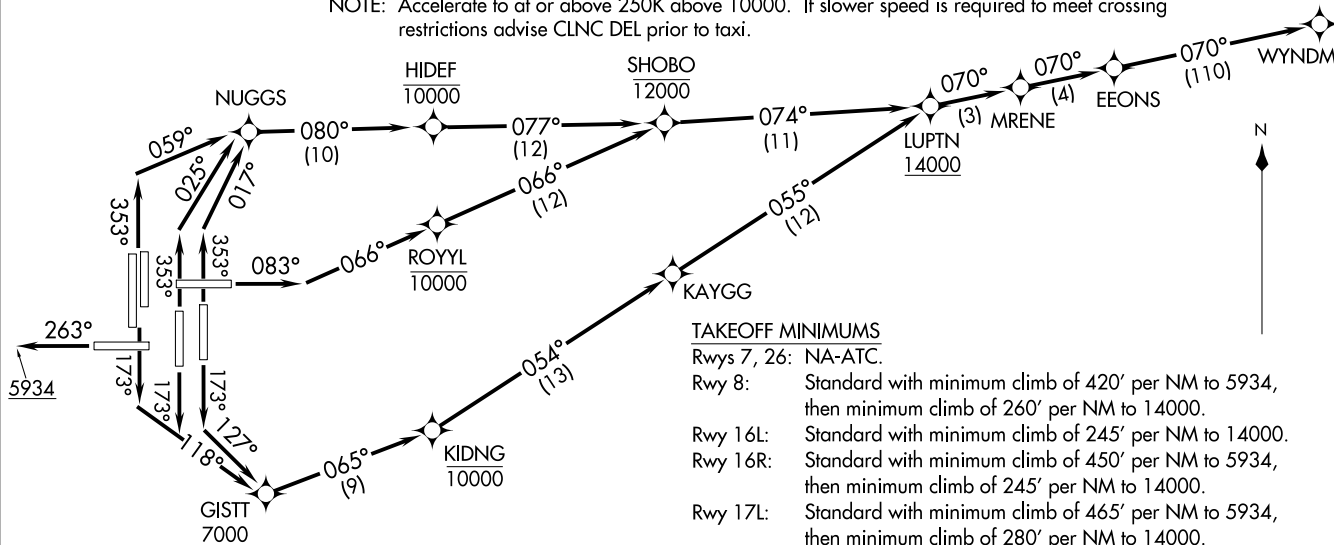 NOTE: Accelerate to at or above 250K above 10000. If slower speed is required to meet crossing
restrictions advise CLNC DEL prior to taxi.
WYNDM
070°
(110)
EEONS
070°
(4)
MRENE
070°
(3)
LUPTN
14000
SHOBO
12000
074°
(11)
HIDEF
10000
077°
(12)
NUGGS
080°
(10)
059°
025°
017°
353°
353°
353°
083°
066°
ROYYL
10000
066°
(12)
055°
(12)
KAYGG
N
263°
5934
173°
173°
173°
118°
127°
GISTT
7000
065°
(9)
KIDNG
10000
054°
(13)
TAKEOFF MINIMUMS
Rwys 7, 26: NA-ATC.
Rwy 8: Standard with minimum climb of 420' per NM to 5934,
then minimum climb of 260' per NM to 14000.
Rwy 16L: Standard with minimum climb of 245' per NM to 14000.
Rwy 16R: Standard with minimum climb of 450' per NM to 5934,
then minimum climb of 245' per NM to 14000.
Rwy 17L: Standard with minimum climb of 465' per NM to 5934,
then minimum climb of 280' per NM to 14000.